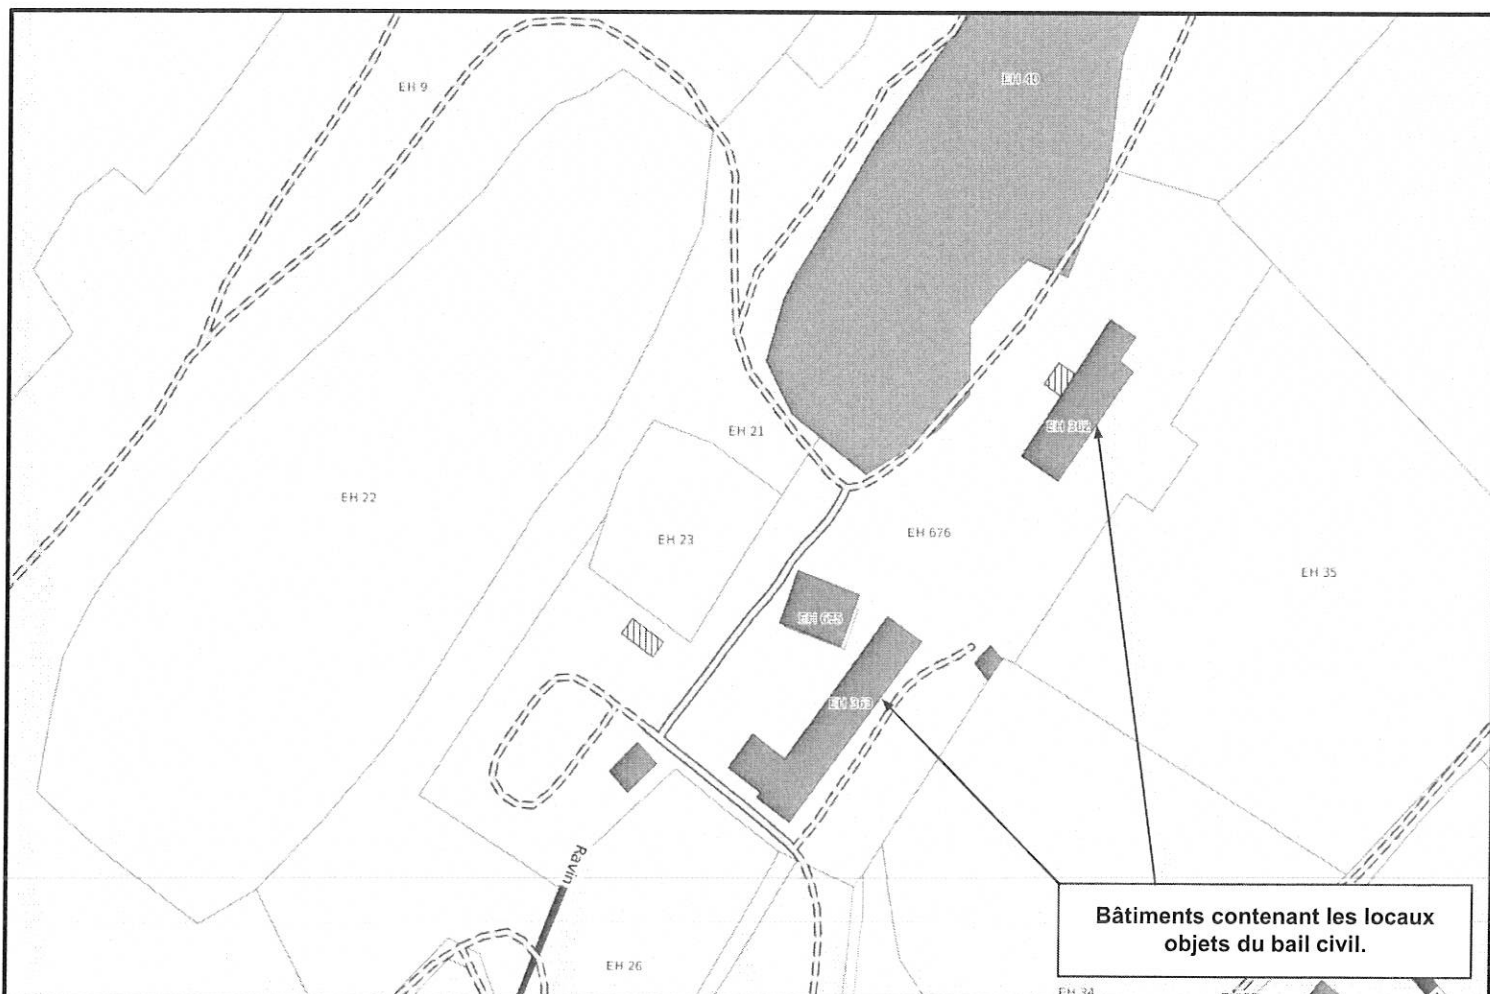 EH 9
EH 40
EH 21
EH 302
EH 22
EH 676
EH 23
EH 35
EH 625
EH 363
Ravin
Bâtiments contenant les locaux
objets du bail civil.
EH 26
EH 34